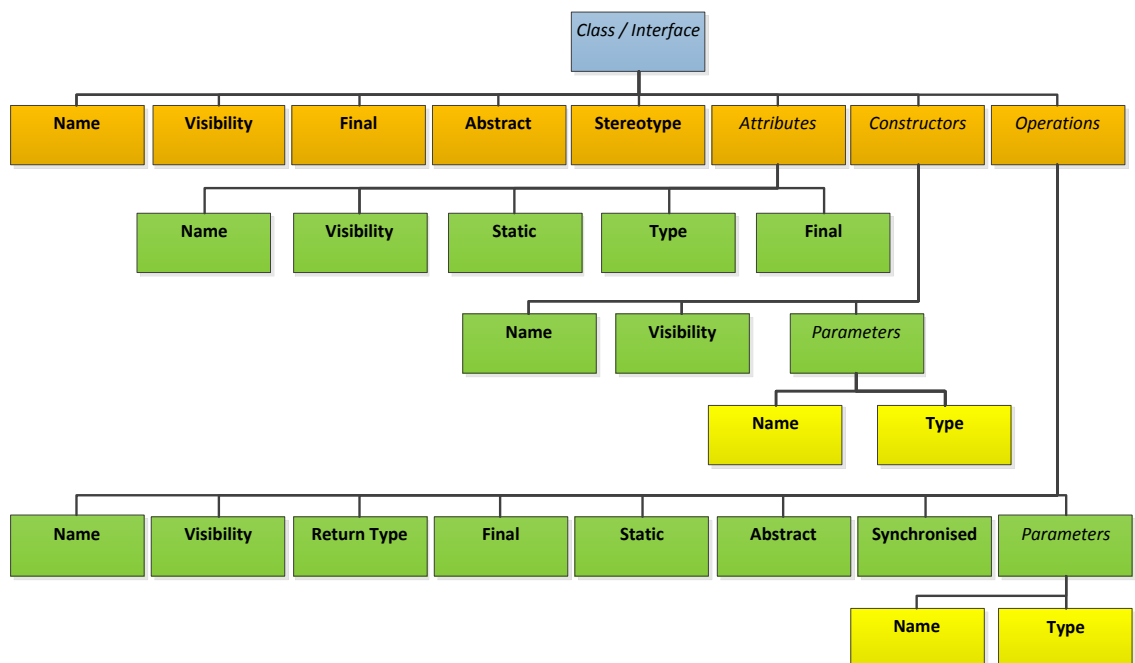 Class / Interface
Name
Visibility
Final
Abstract
Stereotype
Attributes
Constructors
Operations
Name
Visibility
Static
Type
Final
Name
Visibility
Parameters
Name
Type
Name
Visibility
Return Type
Final
Static
Abstract
Synchronised
Parameters
Name
Type